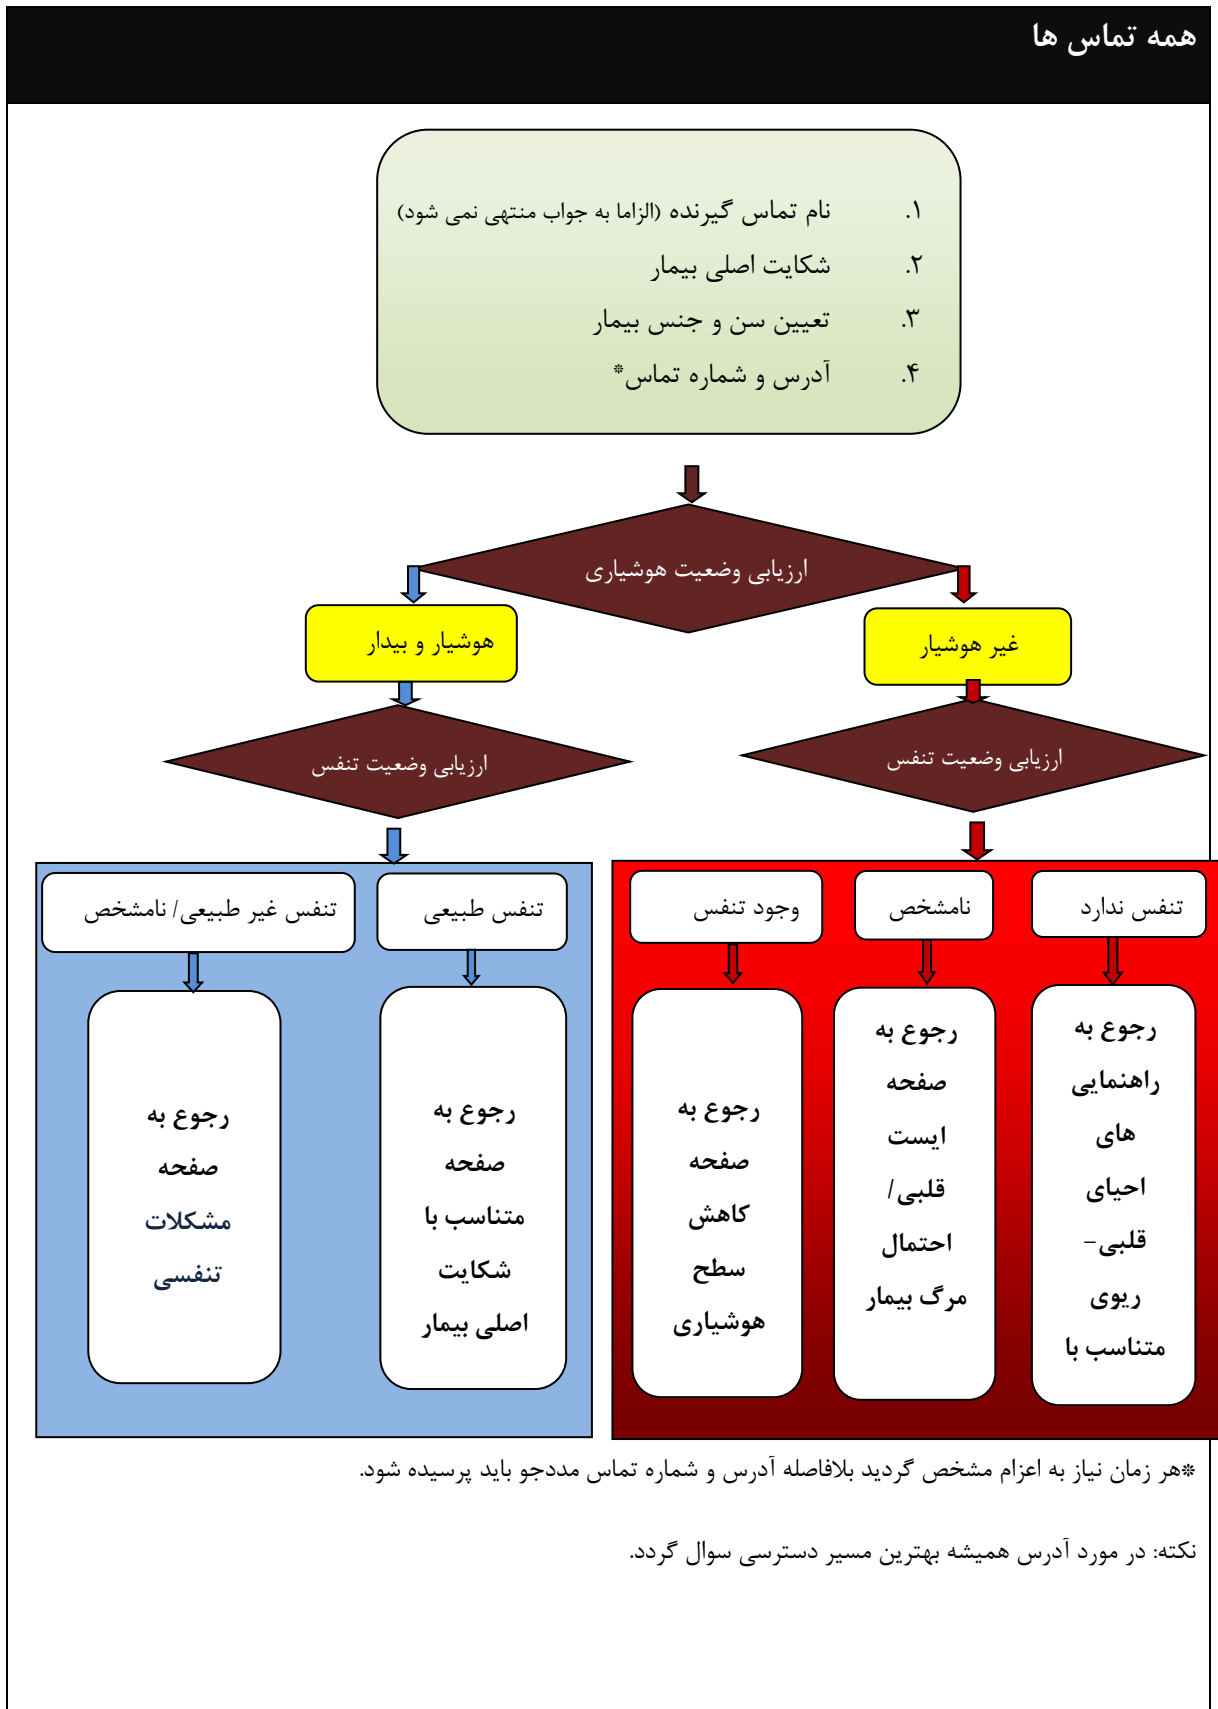 همه تماس ها
۱. نام تماس گیرنده (الزاما به جواب منتهی نمی شود)
۲. شکایت اصلی بیمار
۳. تعیین سن و جنس بیمار
۴. آدرس و شماره تماس*
ارزیابی وضعیت هوشیاری
غیر هوشیار
هوشیار و بیدار
ارزیابی وضعیت تنفس
ارزیابی وضعیت تنفس
تنفس ندارد
نامشخص
وجود تنفس
تنفس طبیعی
تنفس غیر طبیعی/ نامشخص
رجوع به
راهنمایی
های
احیای
قلبی-
ریوی
متناسب با
رجوع به
صفحه
ایست
قلبی/
احتمال
مرگ بیمار
رجوع به
صفحه
کاهش
سطح
هوشیاری
رجوع به
صفحه
متناسب با
شکایت
اصلی بیمار
رجوع به
صفحه
مشکلات
تنفسی
*هر زمان نیاز به اعزام مشخص گردید بلافاصله آدرس و شماره تماس مددجو باید پرسیده شود.
نکته: در مورد آدرس همیشه بهترین مسیر دسترسی سوال گردد.